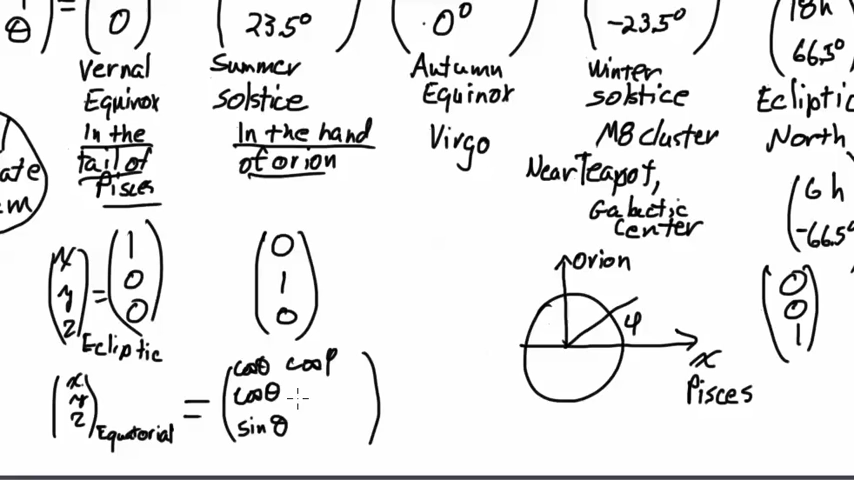 θ = 0 23.5° 0° -23.5° 18h
66.5°
Vernal Summer Autumn Winter
Equinox Solstice Equinox solstice Ecliptic
In the In the hand Virgo M8 cluster North
tail of of orion Near Teapot,
Pisces Galactic
Center
6 h
-66.5°
ate
m
x 1 0 0
y = 0 1 0
z 0 0 1
Ecliptic
Orion
φ
x
Pisces
x cosθ cosφ
y = cosθ
z sin θ
Equatorial